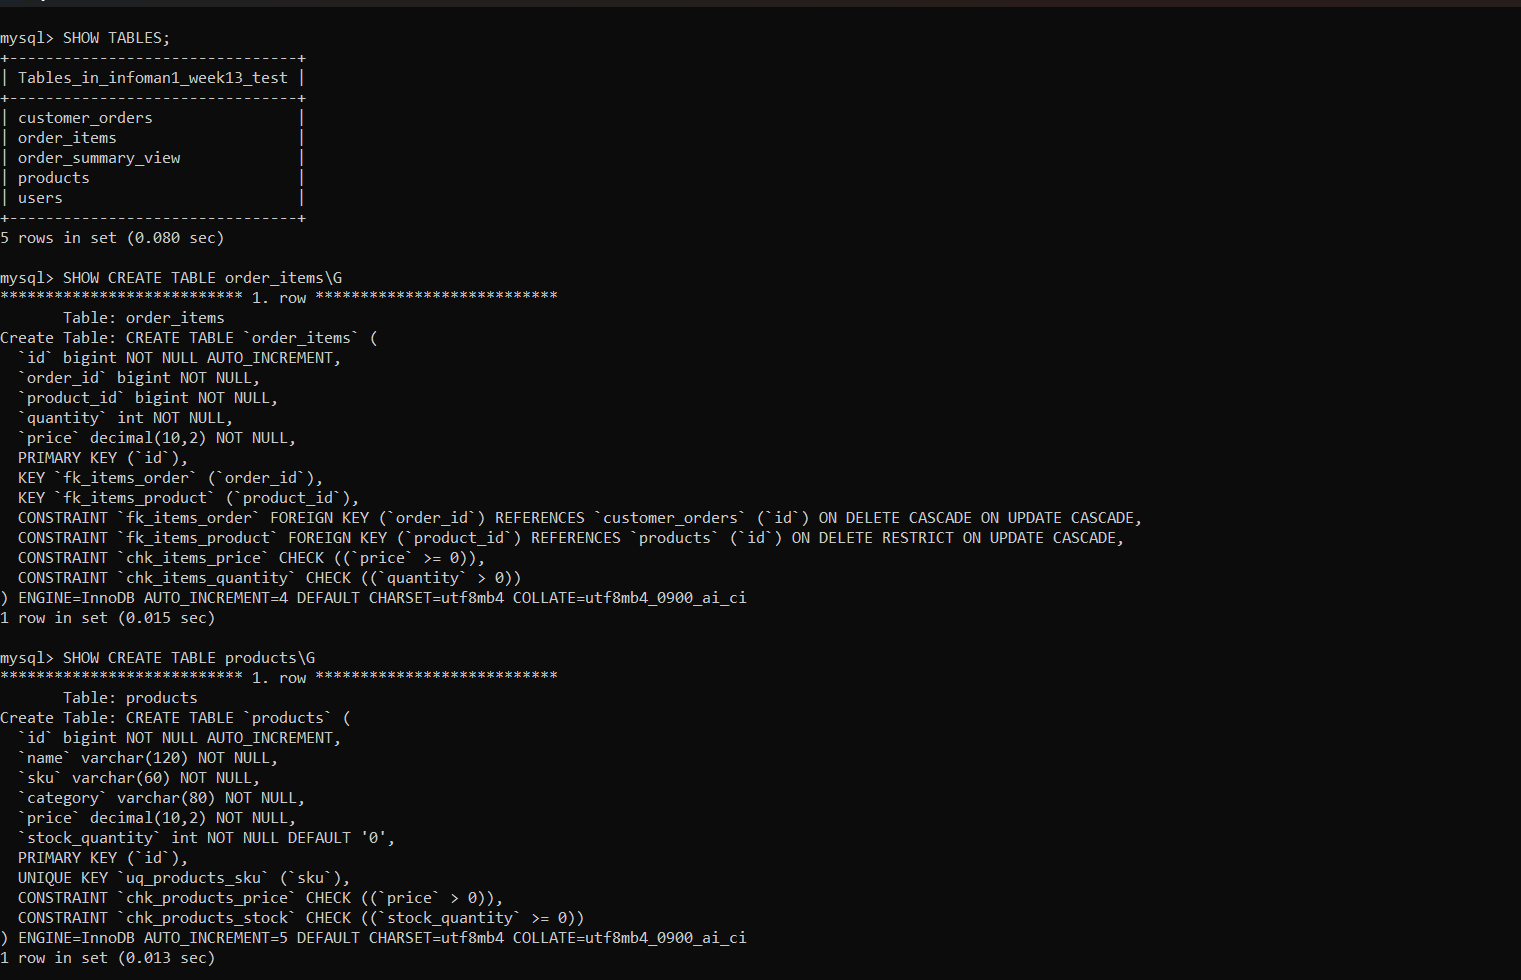 mysql> SHOW TABLES;
+--------------------------------+
| Tables_in_infoman1_week13_test |
+--------------------------------+
| customer_orders                |
| order_items                    |
| order_summary_view             |
| products                       |
| users                          |
+--------------------------------+
5 rows in set (0.080 sec)

mysql> SHOW CREATE TABLE order_items\G
*************************** 1. row ***************************
       Table: order_items
Create Table: CREATE TABLE `order_items` (
  `id` bigint NOT NULL AUTO_INCREMENT,
  `order_id` bigint NOT NULL,
  `product_id` bigint NOT NULL,
  `quantity` int NOT NULL,
  `price` decimal(10,2) NOT NULL,
  PRIMARY KEY (`id`),
  KEY `fk_items_order` (`order_id`),
  KEY `fk_items_product` (`product_id`),
  CONSTRAINT `fk_items_order` FOREIGN KEY (`order_id`) REFERENCES `customer_orders` (`id`) ON DELETE CASCADE ON UPDATE CASCADE,
  CONSTRAINT `fk_items_product` FOREIGN KEY (`product_id`) REFERENCES `products` (`id`) ON DELETE RESTRICT ON UPDATE CASCADE,
  CONSTRAINT `chk_items_price` CHECK ((`price` >= 0)),
  CONSTRAINT `chk_items_quantity` CHECK ((`quantity` > 0))
) ENGINE=InnoDB AUTO_INCREMENT=4 DEFAULT CHARSET=utf8mb4 COLLATE=utf8mb4_0900_ai_ci
1 row in set (0.015 sec)

mysql> SHOW CREATE TABLE products\G
*************************** 1. row ***************************
       Table: products
Create Table: CREATE TABLE `products` (
  `id` bigint NOT NULL AUTO_INCREMENT,
  `name` varchar(120) NOT NULL,
  `sku` varchar(60) NOT NULL,
  `category` varchar(80) NOT NULL,
  `price` decimal(10,2) NOT NULL,
  `stock_quantity` int NOT NULL DEFAULT '0',
  PRIMARY KEY (`id`),
  UNIQUE KEY `uq_products_sku` (`sku`),
  CONSTRAINT `chk_products_price` CHECK ((`price` > 0)),
  CONSTRAINT `chk_products_stock` CHECK ((`stock_quantity` >= 0))
) ENGINE=InnoDB AUTO_INCREMENT=5 DEFAULT CHARSET=utf8mb4 COLLATE=utf8mb4_0900_ai_ci
1 row in set (0.013 sec)